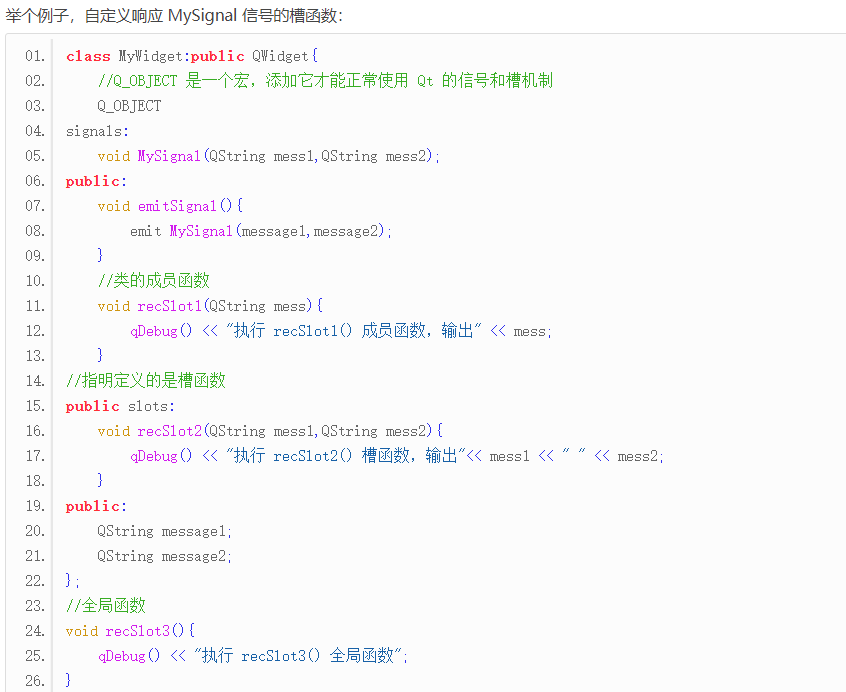 举个例子，自定义响应 MySignal 信号的槽函数：
01. class MyWidget:public QWidget{
02. //Q_OBJECT 是一个宏，添加它才能正常使用 Qt 的信号和槽机制
03. Q_OBJECT
04. signals:
05. void MySignal(QString mess1,QString mess2);
06. public:
07. void emitSignal(){
08. emit MySignal(message1,message2);
09. }
10. //类的成员函数
11. void recSlot1(QString mess){
12. qDebug() << "执行 recSlot1() 成员函数，输出" << mess;
13. }
14. //指明定义的是槽函数
15. public slots:
16. void recSlot2(QString mess1,QString mess2){
17. qDebug() << "执行 recSlot2() 槽函数，输出"<< mess1 << " " << mess2;
18. }
19. public:
20. QString message1;
21. QString message2;
22. };
23. //全局函数
24. void recSlot3(){
25. qDebug() << "执行 recSlot3() 全局函数";
26. }